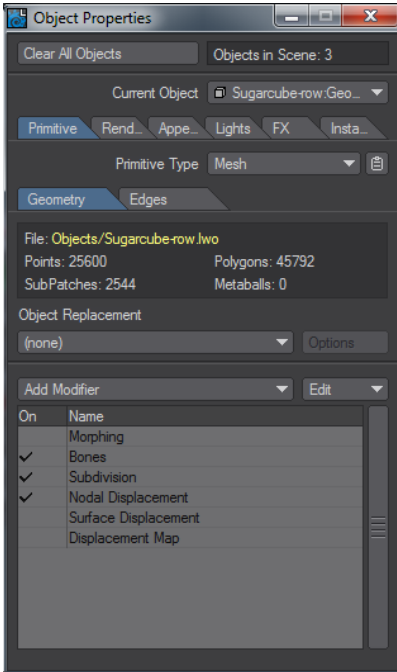 Object Properties
Clear All Objects Objects in Scene: 3
Current Object Sugarcube-row:Geo...
Primitive Rend... Appe... Lights FX Insta...
Primitive Type Mesh
Geometry Edges
File: Objects/Sugarcube-row.lwo
Points: 25600 Polygons: 45792
SubPatches: 2544 Metaballs: 0
Object Replacement
(none) Options
Add Modifier Edit
On Name
Morphing
Bones
Subdivision
Nodal Displacement
Surface Displacement
Displacement Map